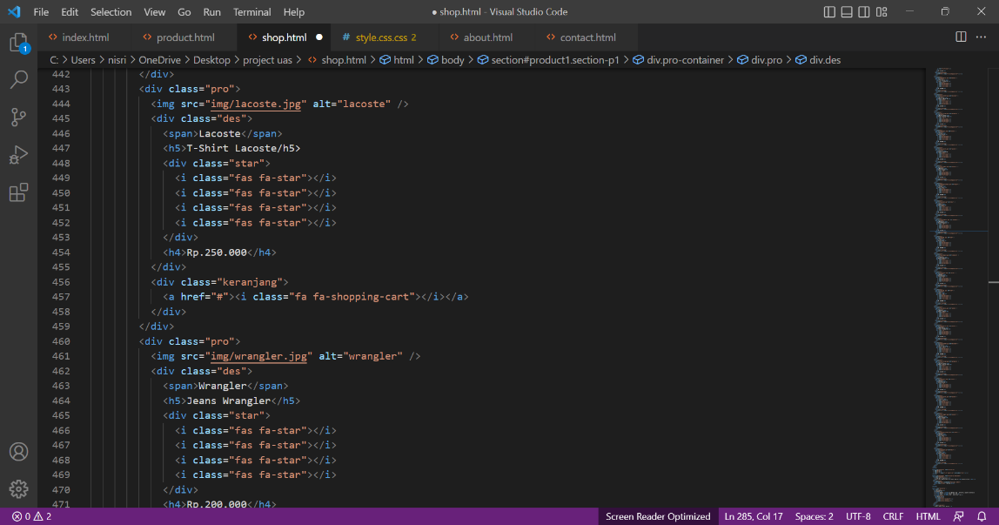 File Edit Selection View Go Run Terminal Help ● shop.html - Visual Studio Code
index.html product.html shop.html ● # style.css.css 2 about.html contact.html
C: > Users > nisri > OneDrive > Desktop > project uas > shop.html > html > body > section#product1.section-p1 > div.pro-container > div.pro > div.des
1
442 </div>
443 <div class="pro">
444 <img src="img/lacoste.jpg" alt="lacoste" />
445 <div class="des">
446 <span>Lacoste</span>
447 <h5>T-Shirt Lacoste/h5>
448 <div class="star">
449 <i class="fas fa-star"></i>
450 <i class="fas fa-star"></i>
451 <i class="fas fa-star"></i>
452 <i class="fas fa-star"></i>
453 </div>
454 <h4>Rp.250.000</h4>
455 </div>
456 <div class="keranjang">
457 <a href="#"><i class="fa fa-shopping-cart"></i></a>
458 </div>
459 </div>
460 <div class="pro">
461 <img src="img/wrangler.jpg" alt="wrangler" />
462 <div class="des">
463 <span>Wrangler</span>
464 <h5>Jeans Wrangler</h5>
465 <div class="star">
466 <i class="fas fa-star"></i>
467 <i class="fas fa-star"></i>
468 <i class="fas fa-star"></i>
469 <i class="fas fa-star"></i>
470 </div>
471 <h4>Rp.200.000</h4>
0 2 Screen Reader Optimized Ln 285, Col 17 Spaces: 2 UTF-8 CRLF HTML